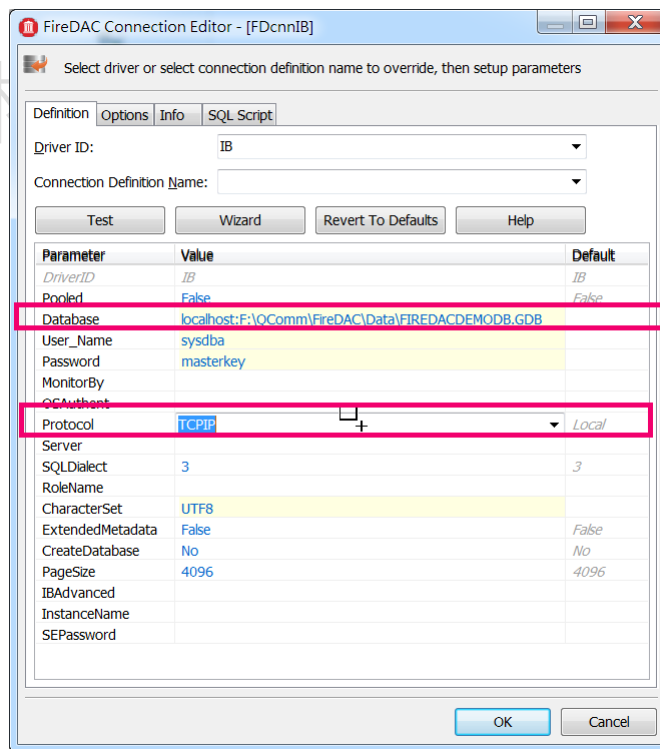 FireDAC Connection Editor - [FDcnnIB]
Select driver or select connection definition name to override, then setup parameters
Definition Options Info SQL Script
Driver ID: IB
Connection Definition Name:
Test Wizard Revert To Defaults Help
Parameter Value Default
DriverID IB IB
Pooled False False
Database localhost:F:\QComm\FireDAC\Data\FIREDACDEMODB.GDB
User_Name sysdba
Password masterkey
MonitorBy
OSAuthent
Protocol TCPIP Local
Server
SQLDialect 3 3
RoleName
CharacterSet UTF8
ExtendedMetadata False False
CreateDatabase No No
PageSize 4096 4096
IBAdvanced
InstanceName
SEPassword
OK Cancel